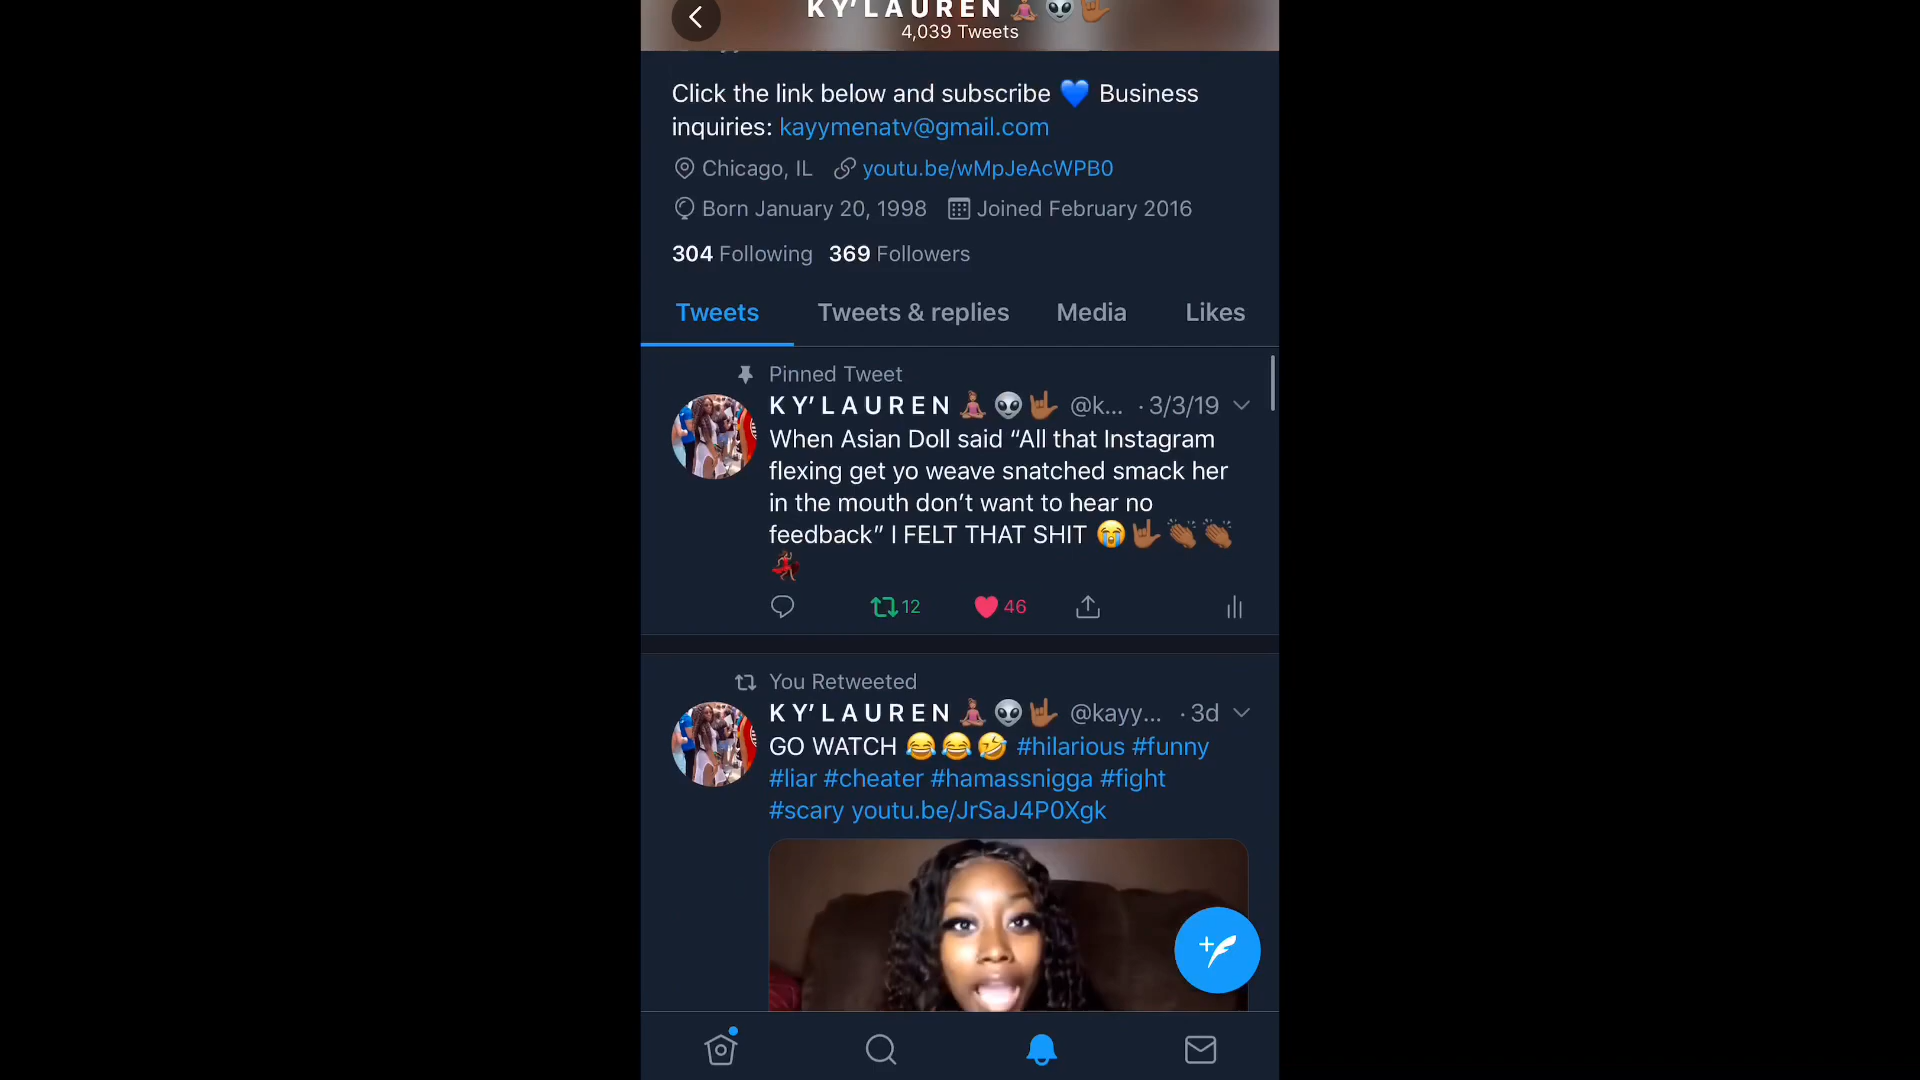 KY'LAUREN🧘🏽‍♀️👽🤟🏾
4,039 Tweets
Click the link below and subscribe 💙 Business
inquiries: kayymenatv@gmail.com
Chicago, IL youtu.be/wMpJeAcWPB0
Born January 20, 1998 Joined February 2016
304 Following 369 Followers
Tweets Tweets & replies Media Likes
Pinned Tweet
KY’LAUREN🧘🏽‍♀️👽🤟🏾 @k... · 3/3/19
When Asian Doll said “All that Instagram
flexing get yo weave snatched smack her
in the mouth don’t want to hear no
feedback” I FELT THAT SHIT 😭🤟🏾👏🏾👏🏾
💃🏾
12 46
You Retweeted
KY’LAUREN🧘🏽‍♀️👽🤟🏾 @kayy... · 3d
GO WATCH 😂😂🤣 #hilarious #funny
#liar #cheater #hamassnigga #fight
#scary youtu.be/JrSaJ4P0Xgk